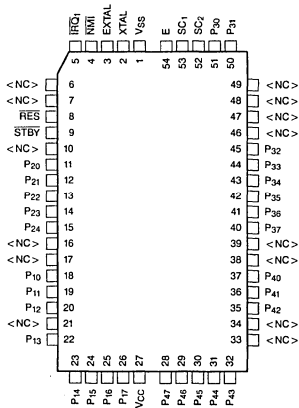 IRQ1 NMI EXTAL XTAL VSS E SC1 SC2 P30 P31
5 4 3 2 1 54 53 52 51 50
<NC> 6 49 <NC>
<NC> 7 48 <NC>
RES 8 47 <NC>
STBY 9 46 <NC>
<NC> 10 45 P32
P20 11 44 P33
P21 12 43 P34
P22 13 42 P35
P23 14 41 P36
P24 15 40 P37
<NC> 16 39 <NC>
<NC> 17 38 <NC>
P10 18 37 P40
P11 19 36 P41
P12 20 35 P42
<NC> 21 34 <NC>
P13 22 33 <NC>
23 24 25 26 27 28 29 30 31 32
P14 P15 P16 P17 VCC P47 P46 P45 P44 P43